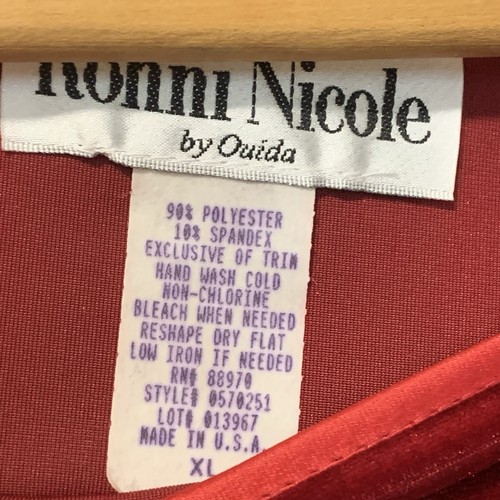 Ronni Nicole
by Ouida
90% POLYESTER
10% SPANDEX
EXCLUSIVE OF TRIM
HAND WASH COLD
NON-CHLORINE
BLEACH WHEN NEEDED
RESHAPE DRY FLAT
LOW IRON IF NEEDED
RN# 88970
STYLE# 0570251
LOT# 013967
MADE IN U.S.A.
XL